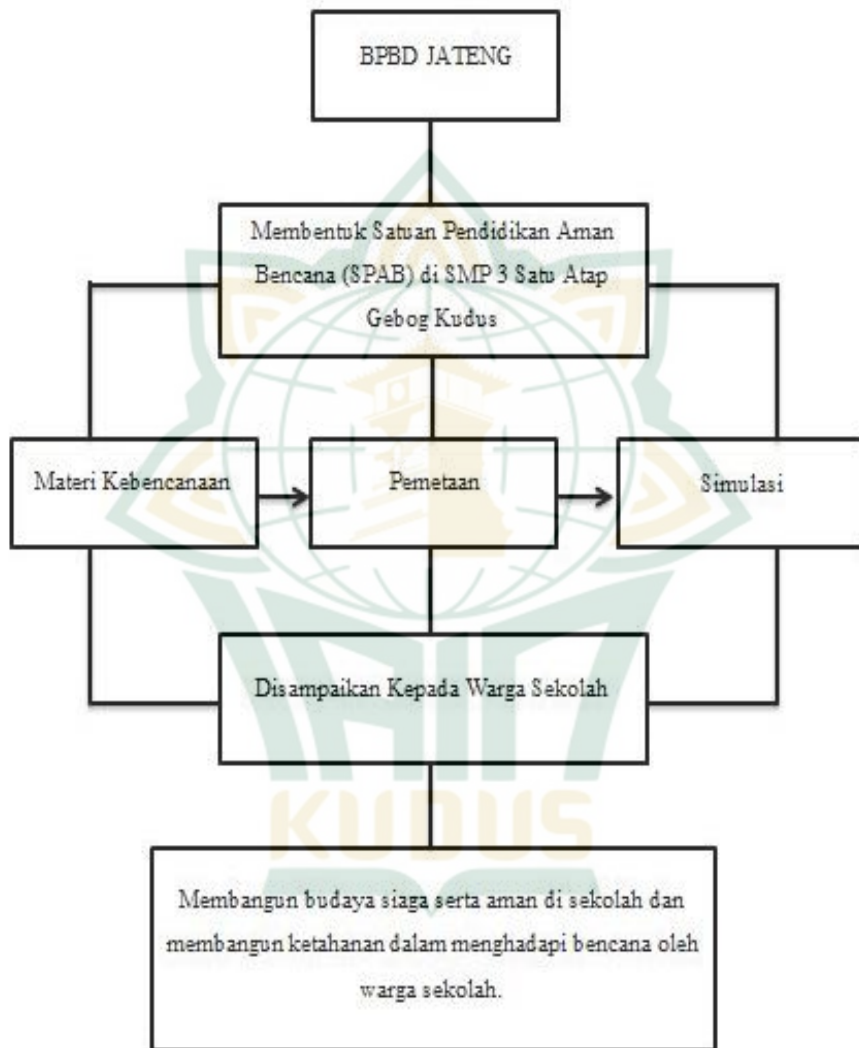 BPBD JATENG
Membentuk Satuan Pendidikan Aman
Bencana (SPAB) di SMP 3 Satu Atap
Gebog Kudus
Materi Kebencanaan
Pemetaan
Simulasi
Disampaikan Kepada Warga Sekolah
KUDUS
Membangun budaya siaga serta aman di sekolah dan
membangun ketahanan dalam menghadapi bencana oleh
warga sekolah.